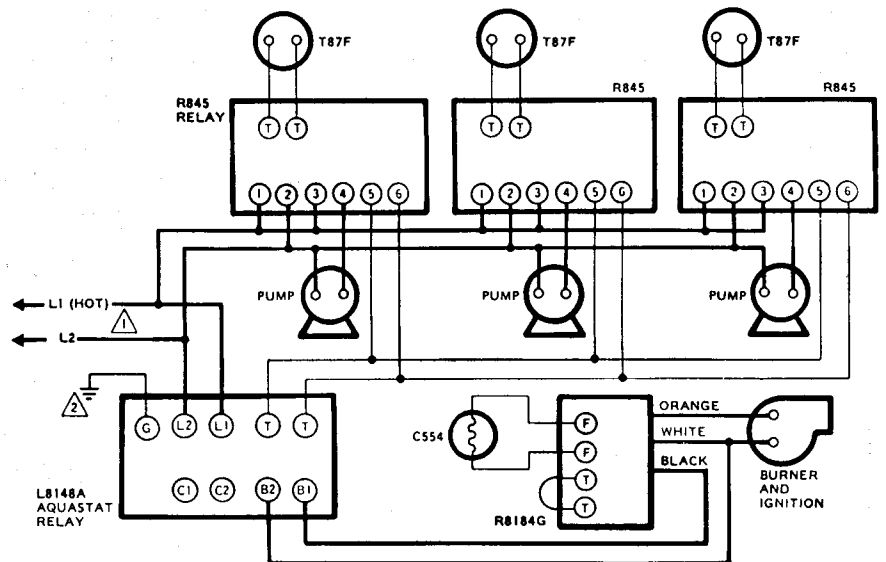 T87F T87F T87F
R845 RELAY R845 R845
T T T T T T
1 2 3 4 5 6 1 2 3 4 5 6 1 2 3 4 5 6
PUMP PUMP PUMP
L1 (HOT)
1
L2
2
G L2 L1 T T
C1 C2 B2 B1
L8148A
AQUASTAT
RELAY
C554
F
F
T
T
R8184G
ORANGE
WHITE
BLACK
BURNER
AND
IGNITION